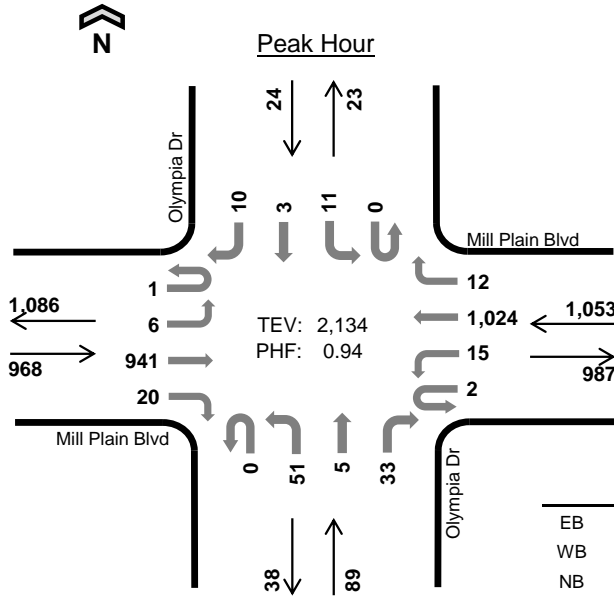 N
Peak Hour
24
23
Olympia Dr
10
3
11
0
Mill Plain Blvd
1
12
1,086
6
TEV: 2,134
1,024
1,053
PHF: 0.94
968
941
15
987
20
2
Mill Plain Blvd
0
51
5
33
Olympia Dr
EB
WB
NB
38
89